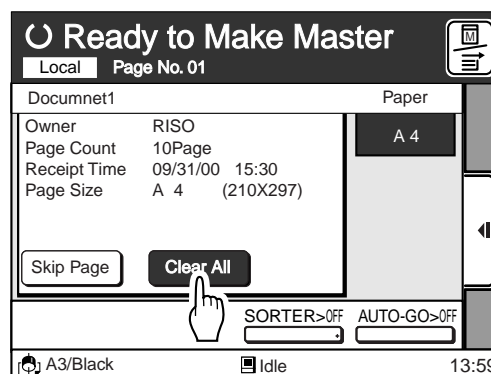 Ready to Make Master
Local Page No. 01
M
Documnet1 Paper
Owner RISO
Page Count 10Page
Receipt Time 09/31/00 15:30
Page Size A 4 (210X297)
A 4
Skip Page Clear All
SORTER>OFF AUTO-GO>OFF
A3/Black Idle 13:59